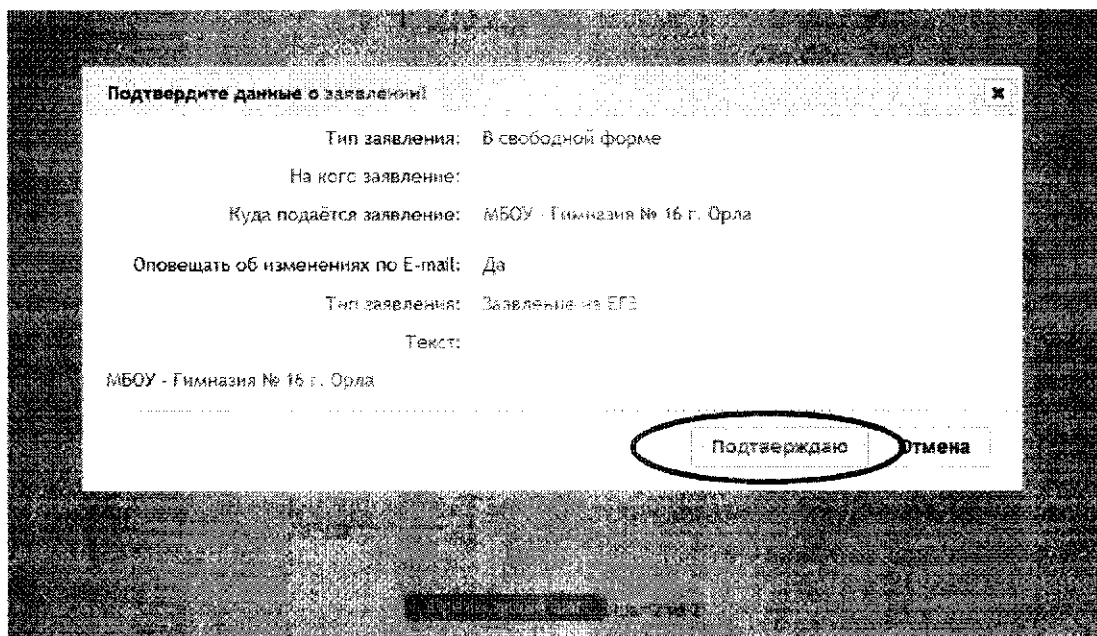 Подтвердите данные о заявлении!
Тип заявления: В свободной форме
На кого заявление:
Куда подаётся заявление: МБОУ - Гимназия № 16 г. Орла
Оповещать об изменениях по E-mail: Да
Тип заявления: Заявление на ЕГЭ
Текст:
МБОУ - Гимназия № 16 г. Орла
Подтверждаю Отмена